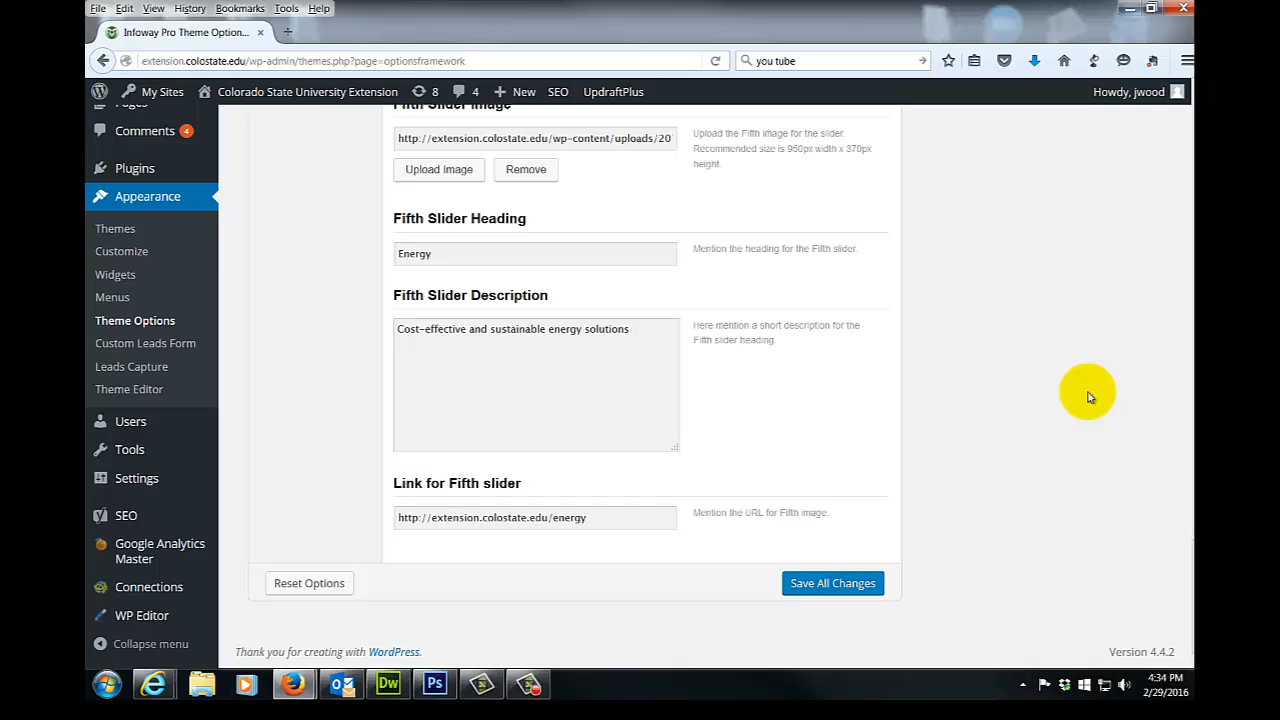 File Edit View History Bookmarks Tools Help
Infoway Pro Theme Option... × +
extension.colostate.edu/wp-admin/themes.php?page=optionsframework
you tube
My Sites Colorado State University Extension 8 4 New SEO UpdraftPlus Howdy, jwood
Pages
Comments 4
Plugins
Appearance
Themes
Customize
Widgets
Menus
Theme Options
Custom Leads Form
Leads Capture
Theme Editor
Users
Tools
Settings
SEO
Google Analytics
Master
Connections
WP Editor
Collapse menu
Fifth Slider Image
http://extension.colostate.edu/wp-content/uploads/20
Upload the Fifth image for the slider.
Recommended size is 950px width x 370px
height.
Upload Image Remove
Fifth Slider Heading
Energy
Mention the heading for the Fifth slider.
Fifth Slider Description
Cost-effective and sustainable energy solutions
Here mention a short description for the
Fifth slider heading.
Link for Fifth slider
http://extension.colostate.edu/energy
Mention the URL for Fifth image.
Reset Options Save All Changes
Thank you for creating with WordPress.
Version 4.4.2
Dw Ps
4:34 PM
2/29/2016